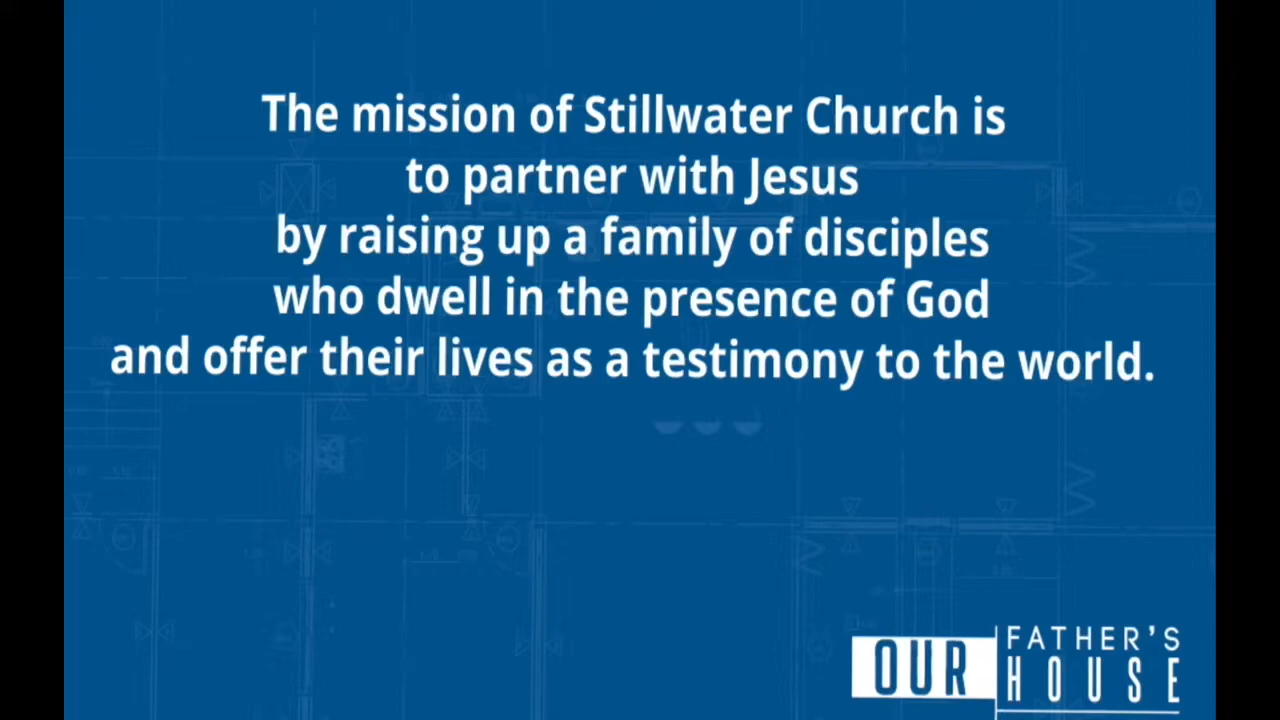 The mission of Stillwater Church is
to partner with Jesus
by raising up a family of disciples
who dwell in the presence of God
and offer their lives as a testimony to the world.
OUR FATHER'S
HOUSE